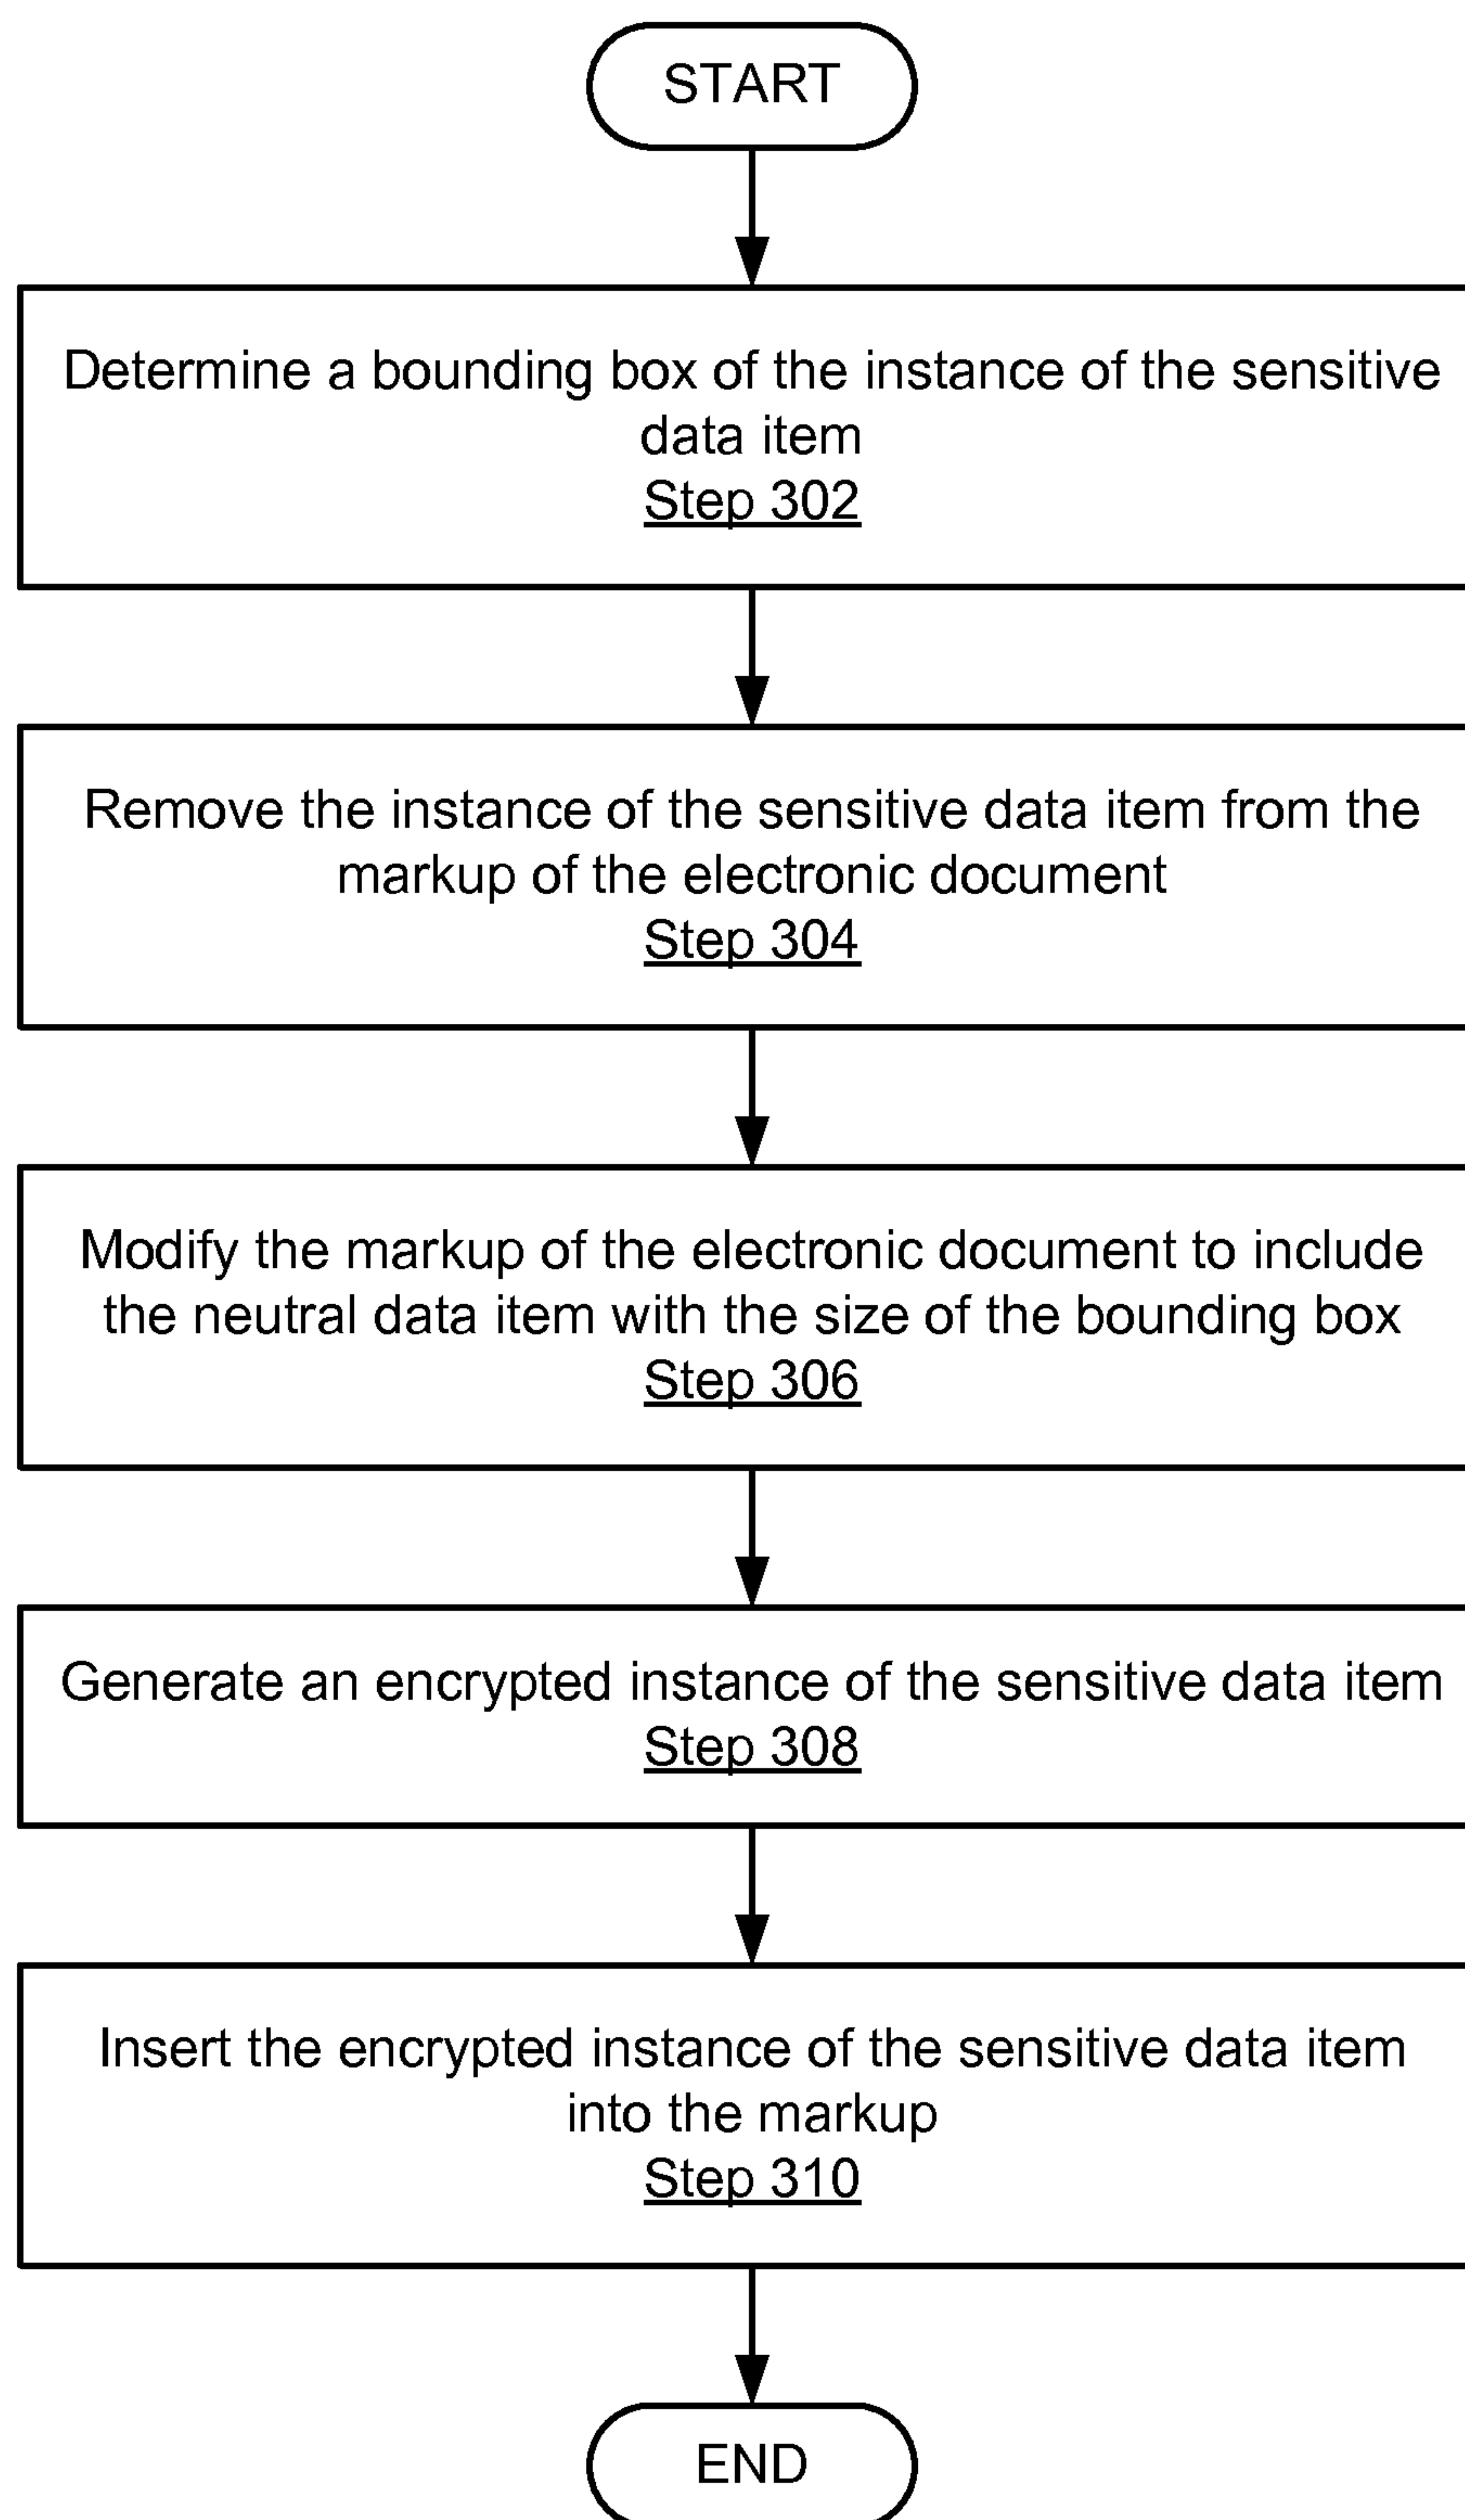 START
Determine a bounding box of the instance of the sensitive
data item
Step 302
Remove the instance of the sensitive data item from the
markup of the electronic document
Step 304
Modify the markup of the electronic document to include
the neutral data item with the size of the bounding box
Step 306
Generate an encrypted instance of the sensitive data item
Step 308
Insert the encrypted instance of the sensitive data item
into the markup
Step 310
END